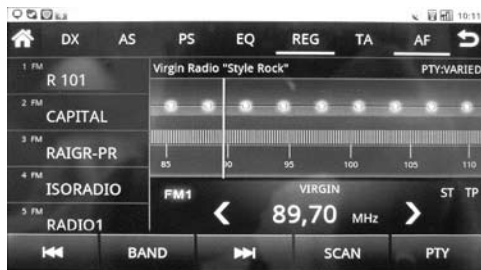 10:11
DX AS PS EQ REG TA AF
1 FM
R 101
Virgin Radio "Style Rock" PTY:VARIED
2 FM
CAPITAL
3 FM
RAIGR-PR
85 90 95 100 105 110
4 FM
ISORADIO
FM1 VIRGIN ST TP
89,70 MHz
5 FM
RADIO1
BAND SCAN PTY